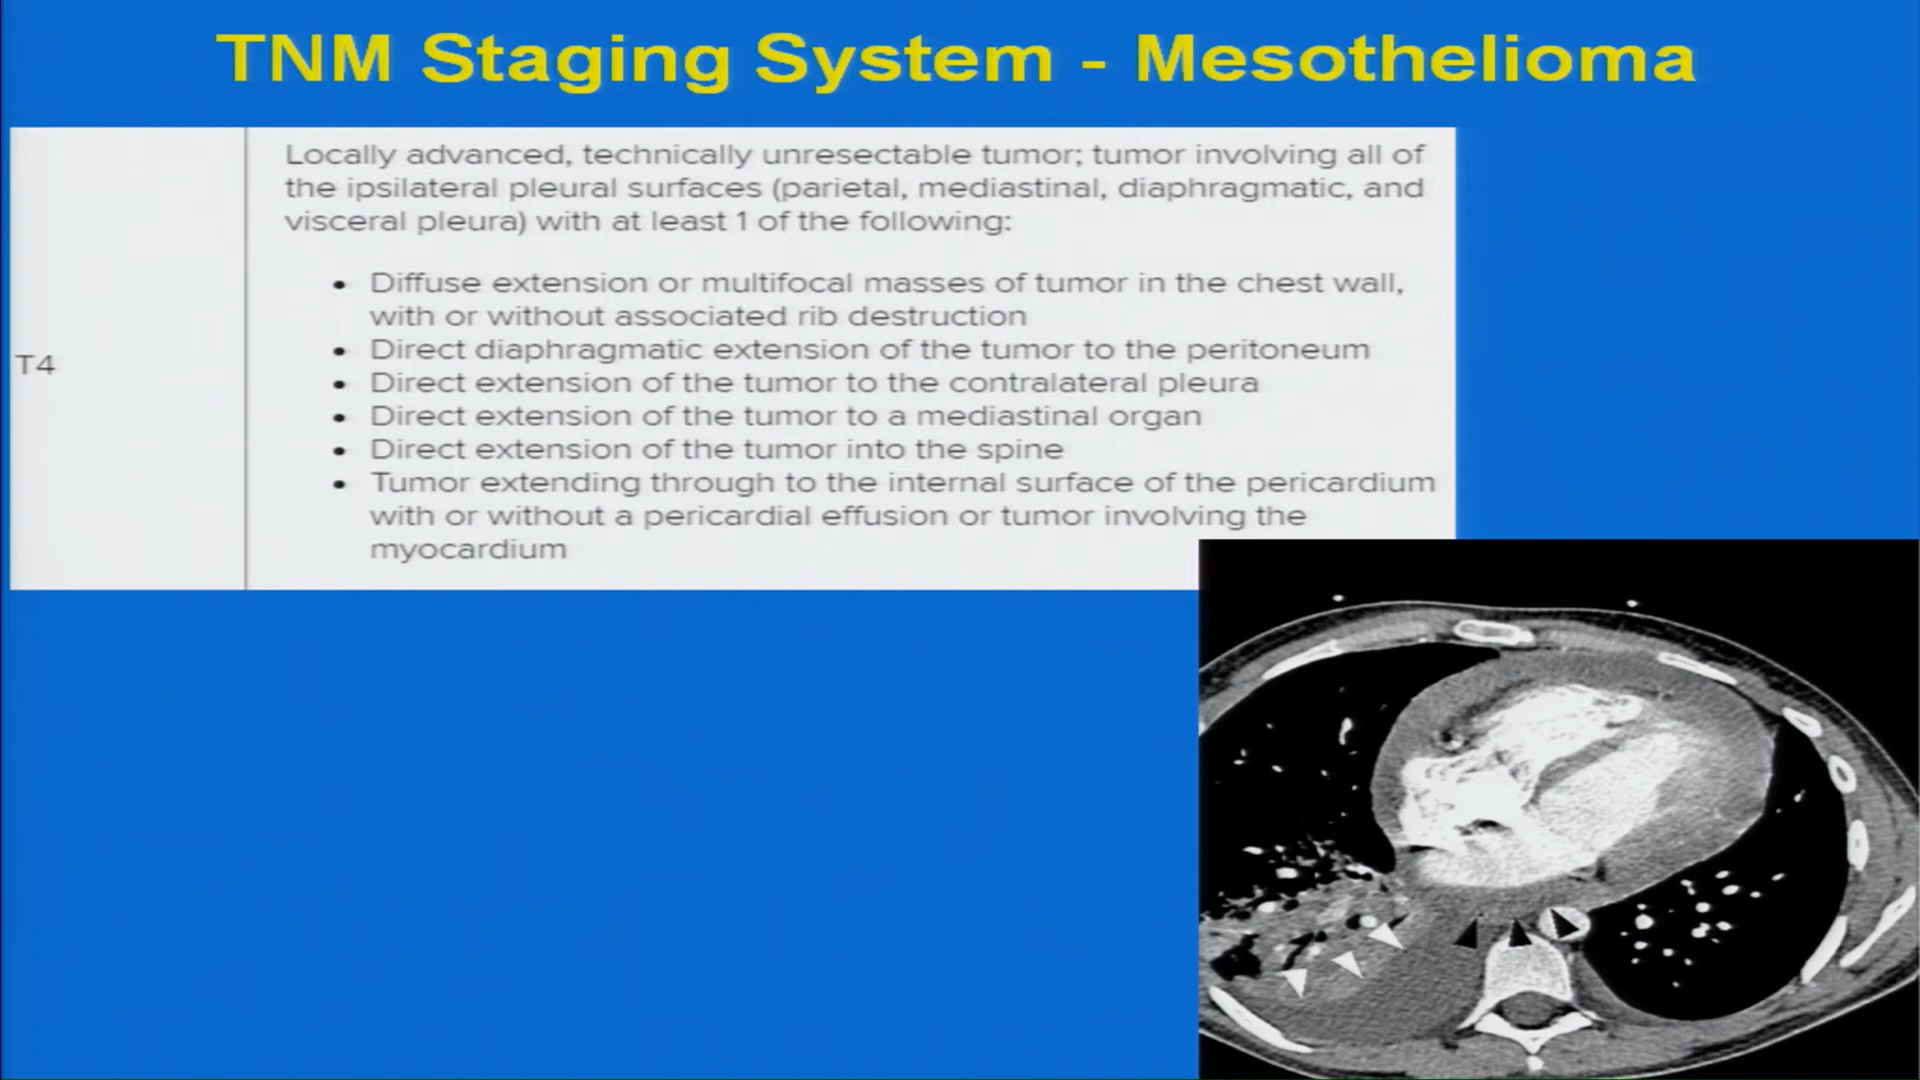 TNM Staging System - Mesothelioma
Locally advanced, technically unresectable tumor; tumor involving all of
the ipsilateral pleural surfaces (parietal, mediastinal, diaphragmatic, and
visceral pleura) with at least 1 of the following:
• Diffuse extension or multifocal masses of tumor in the chest wall,
with or without associated rib destruction
• Direct diaphragmatic extension of the tumor to the peritoneum
T4
• Direct extension of the tumor to the contralateral pleura
• Direct extension of the tumor to a mediastinal organ
• Direct extension of the tumor into the spine
• Tumor extending through to the internal surface of the pericardium
with or without a pericardial effusion or tumor involving the
myocardium